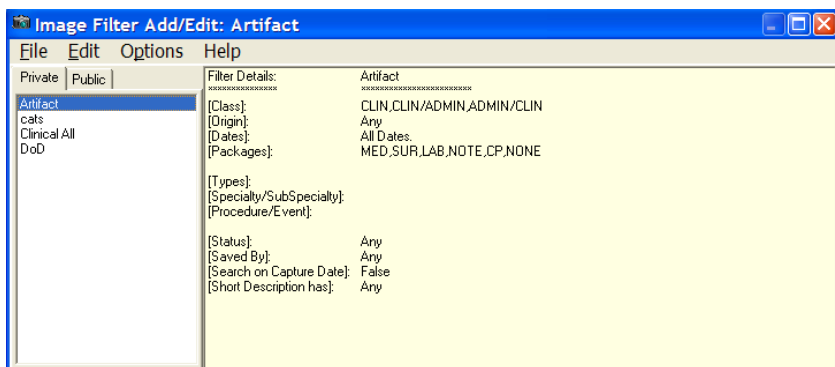 Image Filter Add/Edit: Artifact
File Edit Options Help
Private Public
Artifact
cats
Clinical All
DoD
Filter Details: Artifact
×××××××××××××× ××××××××××××××××××××××
[Class]: CLIN,CLIN/ADMIN,ADMIN/CLIN
[Origin]: Any
[Dates]: All Dates.
[Packages]: MED,SUR,LAB,NOTE,CP,NONE
[Types]:
[Specialty/SubSpecialty]:
[Procedure/Event]:
[Status]: Any
[Saved By]: Any
[Search on Capture Date]: False
[Short Description has]: Any